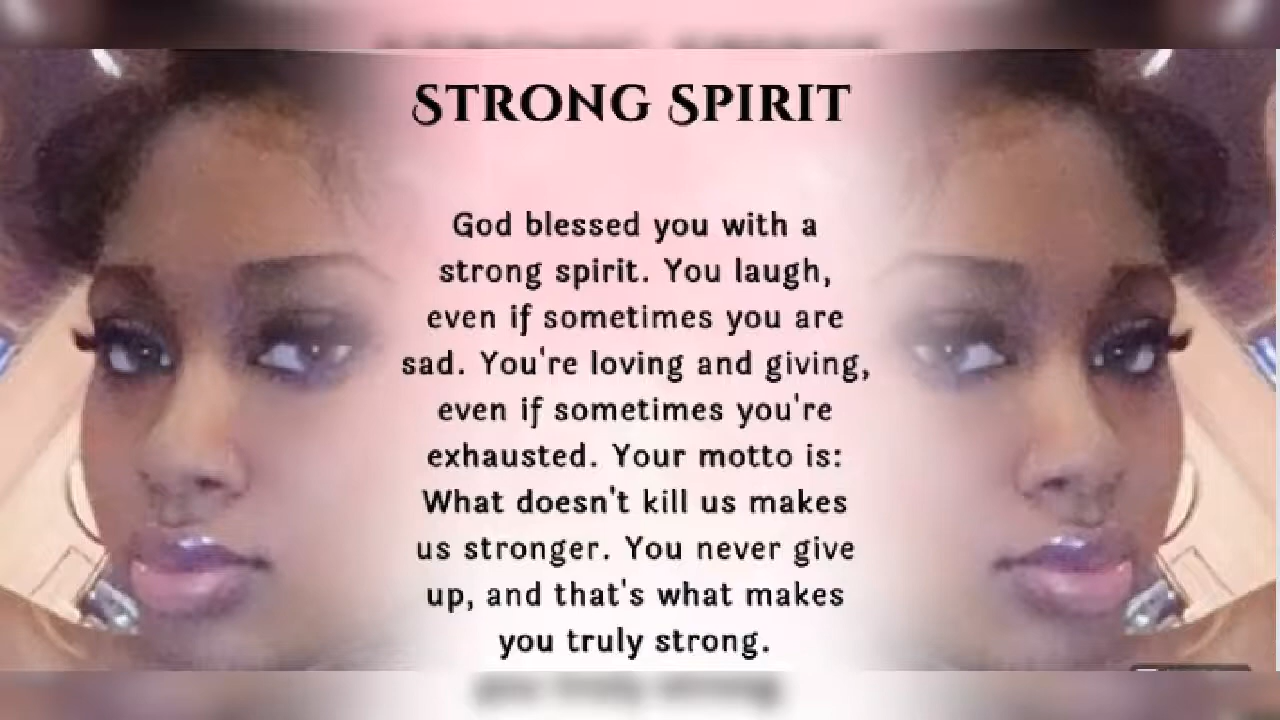 Strong Spirit
God blessed you with a
strong spirit. You laugh,
even if sometimes you are
sad. You're loving and giving,
even if sometimes you're
exhausted. Your motto is:
What doesn't kill us makes
us stronger. You never give
up, and that's what makes
you truly strong.